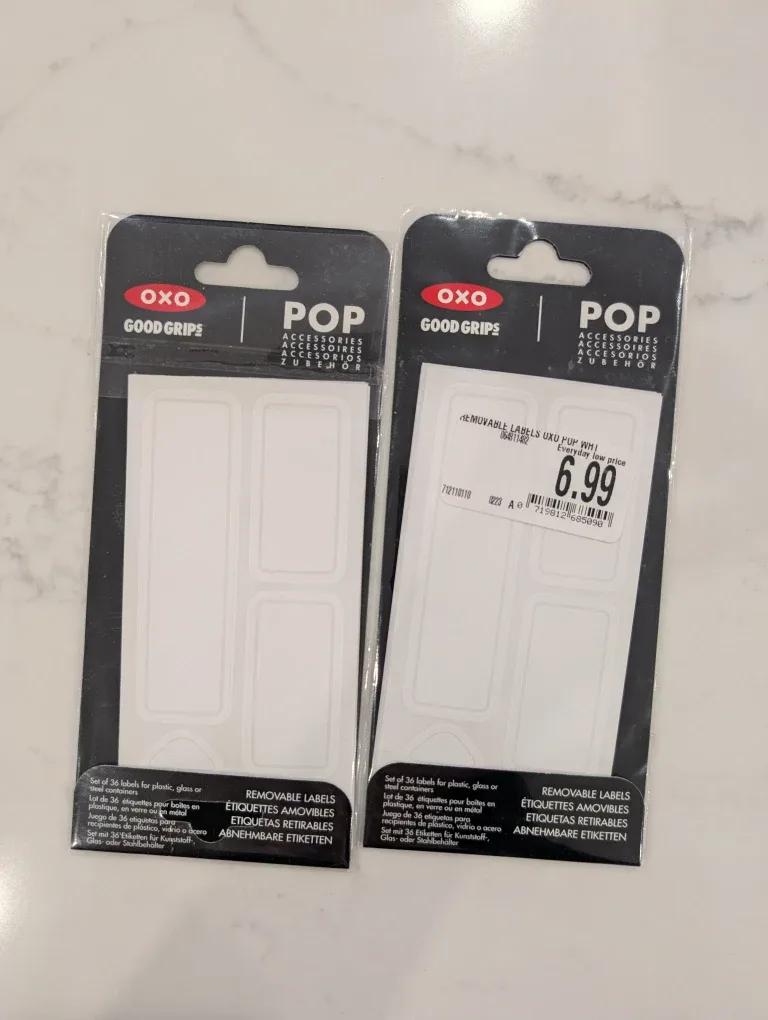 OXO
GOOD GRIPS
POP
ACCESSORIES
ACCESSOIRES
ACCESORIOS
ZUBEHÖR
Set of 36 labels for plastic, glass or
steel containers
Lot de 36 étiquettes pour boîtes en
plastique, en verre ou en métal
Juego de 36 etiquetas para
recipientes de plástico, vidrio o acero
Set mit 36 Etiketten für Kunststoff-,
Glas- oder Stahlbehälter
REMOVABLE LABELS
ÉTIQUETTES AMOVIBLES
ETIQUETAS RETIRABLES
ABNEHMBARE ETIKETTEN
OXO
GOOD GRIPS
POP
ACCESSORIES
ACCESSOIRES
ACCESORIOS
ZUBEHÖR
REMOVABLE LABELS OXO POP WHT
064911402
Everyday low price
6.99
712110110 0223 A
0 719812 685090
Set of 36 labels for plastic, glass or
steel containers
Lot de 36 étiquettes pour boîtes en
plastique, en verre ou en métal
Juego de 36 etiquetas para
recipientes de plástico, vidrio o acero
Set mit 36 Etiketten für Kunststoff-,
Glas- oder Stahlbehälter
REMOVABLE LABELS
ÉTIQUETTES AMOVIBLES
ETIQUETAS RETIRABLES
ABNEHMBARE ETIKETTEN